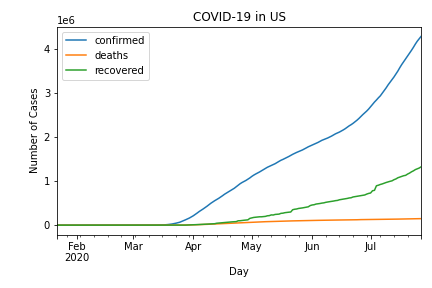 COVID-19 in US
1e6
confirmed
deaths
recovered
Number of Cases
4
3
2
1
0
Feb
2020
Mar
Apr
May
Jun
Jul
Day